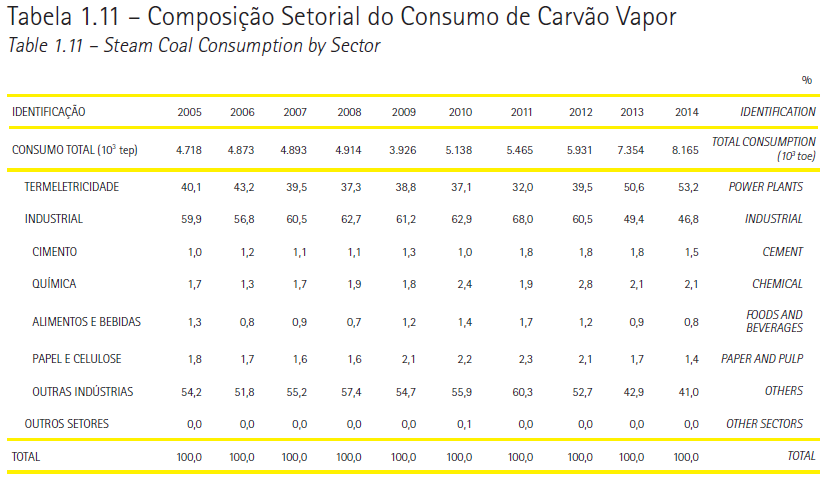 Tabela 1.11 – Composição Setorial do Consumo de Carvão Vapor
Table 1.11 – Steam Coal Consumption by Sector
%
IDENTIFICAÇÃO 2005 2006 2007 2008 2009 2010 2011 2012 2013 2014 IDENTIFICATION
CONSUMO TOTAL (10³ tep) 4.718 4.873 4.893 4.914 3.926 5.138 5.465 5.931 7.354 8.165 TOTAL CONSUMPTION
(10³ toe)
TERMELETRICIDADE 40,1 43,2 39,5 37,3 38,8 37,1 32,0 39,5 50,6 53,2 POWER PLANTS
INDUSTRIAL 59,9 56,8 60,5 62,7 61,2 62,9 68,0 60,5 49,4 46,8 INDUSTRIAL
CIMENTO 1,0 1,2 1,1 1,1 1,3 1,0 1,8 1,8 1,8 1,5 CEMENT
QUÍMICA 1,7 1,3 1,7 1,9 1,8 2,4 1,9 2,8 2,1 2,1 CHEMICAL
ALIMENTOS E BEBIDAS 1,3 0,8 0,9 0,7 1,2 1,4 1,7 1,2 0,9 0,8 FOODS AND
BEVERAGES
PAPEL E CELULOSE 1,8 1,7 1,6 1,6 2,1 2,2 2,3 2,1 1,7 1,4 PAPER AND PULP
OUTRAS INDÚSTRIAS 54,2 51,8 55,2 57,4 54,7 55,9 60,3 52,7 42,9 41,0 OTHERS
OUTROS SETORES 0,0 0,0 0,0 0,0 0,0 0,1 0,0 0,0 0,0 0,0 OTHER SECTORS
TOTAL 100,0 100,0 100,0 100,0 100,0 100,0 100,0 100,0 100,0 100,0 TOTAL